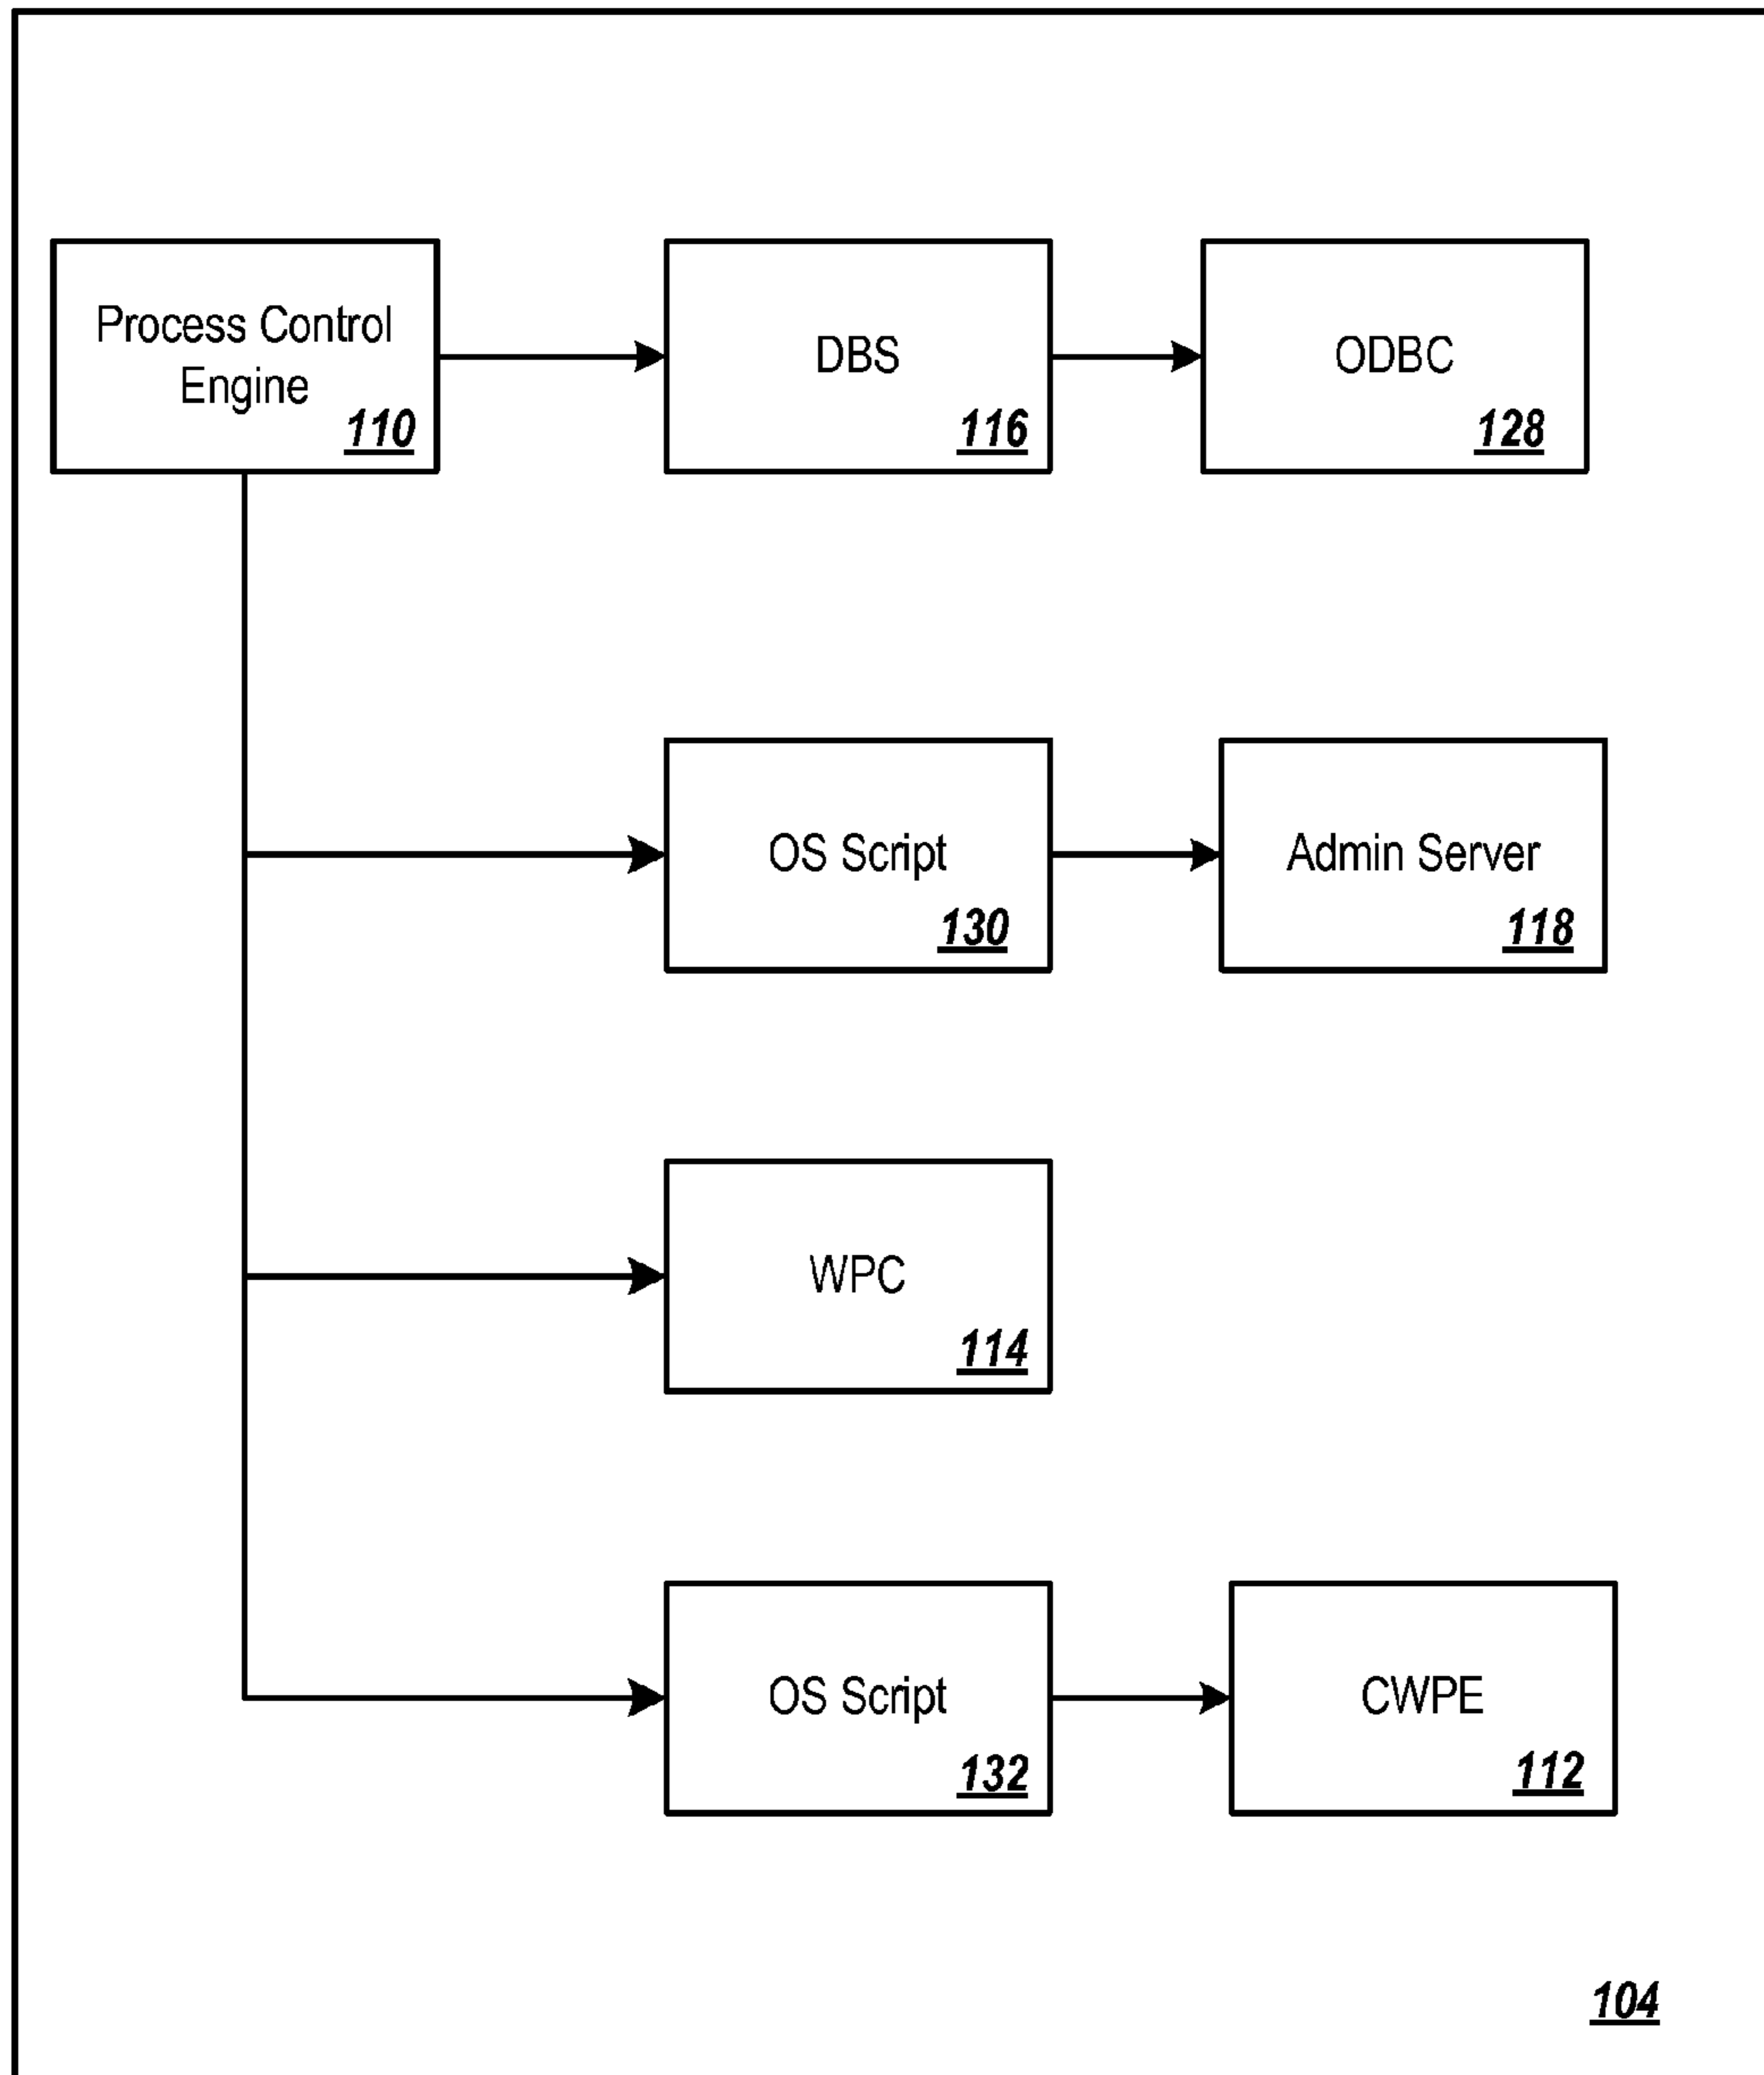 Process Control
Engine
110
DBS
116
ODBC
128
OS Script
130
Admin Server
118
WPC
114
OS Script
132
CWPE
112
104